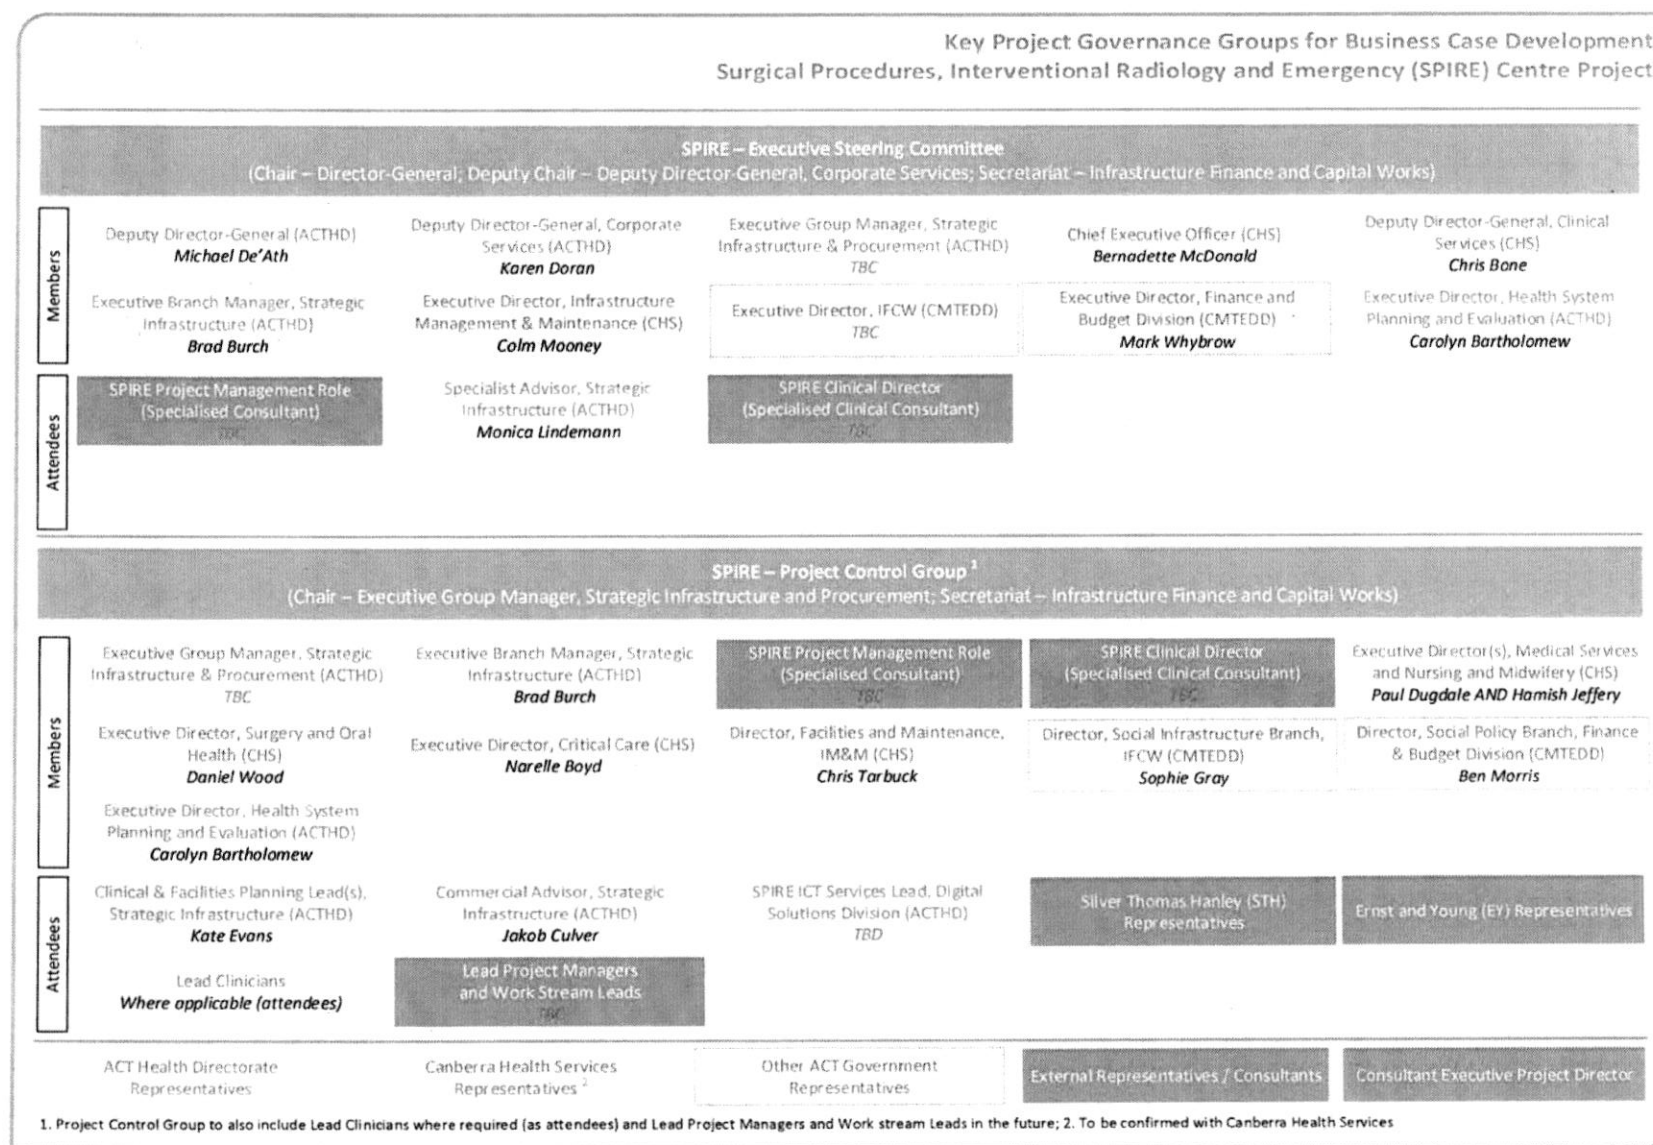 Key Project Governance Groups for Business Case Development
Surgical Procedures, Interventional Radiology and Emergency (SPIRE) Centre Project
SPIRE – Executive Steering Committee
(Chair – Director-General; Deputy Chair – Deputy Director-General, Corporate Services; Secretariat – Infrastructure Finance and Capital Works)
Members
Deputy Director-General (ACTHD)
Michael De'Ath
Deputy Director-General, Corporate
Services (ACTHD)
Karen Doran
Executive Group Manager, Strategic
Infrastructure & Procurement (ACTHD)
TBC
Chief Executive Officer (CHS)
Bernadette McDonald
Deputy Director-General, Clinical
Services (CHS)
Chris Bone
Executive Branch Manager, Strategic
Infrastructure (ACTHD)
Brad Burch
Executive Director, Infrastructure
Management & Maintenance (CHS)
Colm Mooney
Executive Director, IFCW (CMTEDD)
TBC
Executive Director, Finance and
Budget Division (CMTEDD)
Mark Whybrow
Executive Director, Health System
Planning and Evaluation (ACTHD)
Carolyn Bartholomew
Attendees
SPIRE Project Management Role
(Specialised Consultant)
TBC
Specialist Advisor, Strategic
Infrastructure (ACTHD)
Monica Lindemann
SPIRE Clinical Director
(Specialised Clinical Consultant)
TBC
SPIRE – Project Control Group 1
(Chair – Executive Group Manager, Strategic Infrastructure and Procurement; Secretariat – Infrastructure Finance and Capital Works)
Members
Executive Group Manager, Strategic
Infrastructure & Procurement (ACTHD)
TBC
Executive Branch Manager, Strategic
Infrastructure (ACTHD)
Brad Burch
SPIRE Project Management Role
(Specialised Consultant)
TBC
SPIRE Clinical Director
(Specialised Clinical Consultant)
TBC
Executive Director(s), Medical Services
and Nursing and Midwifery (CHS)
Paul Dugdale AND Hamish Jeffery
Executive Director, Surgery and Oral
Health (CHS)
Daniel Wood
Executive Director, Critical Care (CHS)
Narelle Boyd
Director, Facilities and Maintenance,
IM&M (CHS)
Chris Tarbuck
Director, Social Infrastructure Branch,
IFCW (CMTEDD)
Sophie Gray
Director, Social Policy Branch, Finance
& Budget Division (CMTEDD)
Ben Morris
Executive Director, Health System
Planning and Evaluation (ACTHD)
Carolyn Bartholomew
Attendees
Clinical & Facilities Planning Lead(s),
Strategic Infrastructure (ACTHD)
Kate Evans
Commercial Advisor, Strategic
Infrastructure (ACTHD)
Jakob Culver
SPIRE ICT Services Lead, Digital
Solutions Division (ACTHD)
TBD
Silver Thomas Hanley (STH)
Representatives
Ernst and Young (EY) Representatives
Lead Clinicians
Where applicable (attendees)
Lead Project Managers
and Work Stream Leads
TBC
ACT Health Directorate
Representatives
Canberra Health Services
Representatives 2
Other ACT Government
Representatives
External Representatives / Consultants
Consultant Executive Project Director
1. Project Control Group to also include Lead Clinicians where required (as attendees) and Lead Project Managers and Work stream Leads in the future; 2. To be confirmed with Canberra Health Services